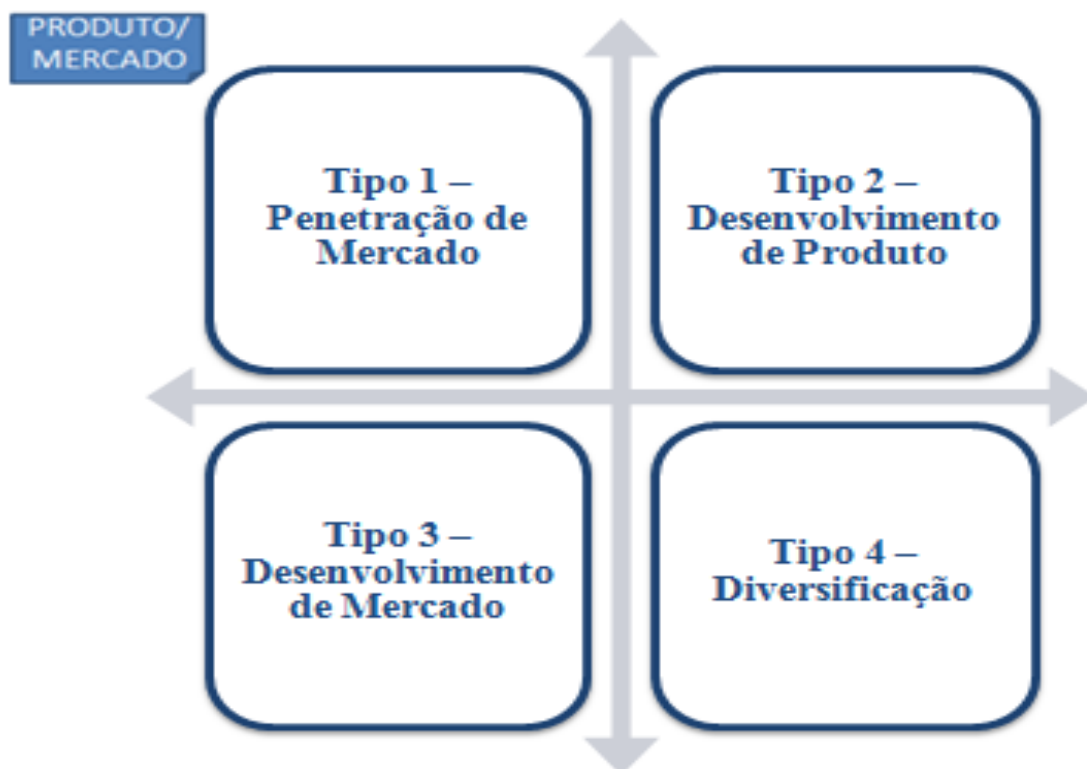 PRODUTO/
MERCADO
Tipo 1 –
Penetração de
Mercado
Tipo 2 –
Desenvolvimento
de Produto
Tipo 3 –
Desenvolvimento
de Mercado
Tipo 4 –
Diversificação